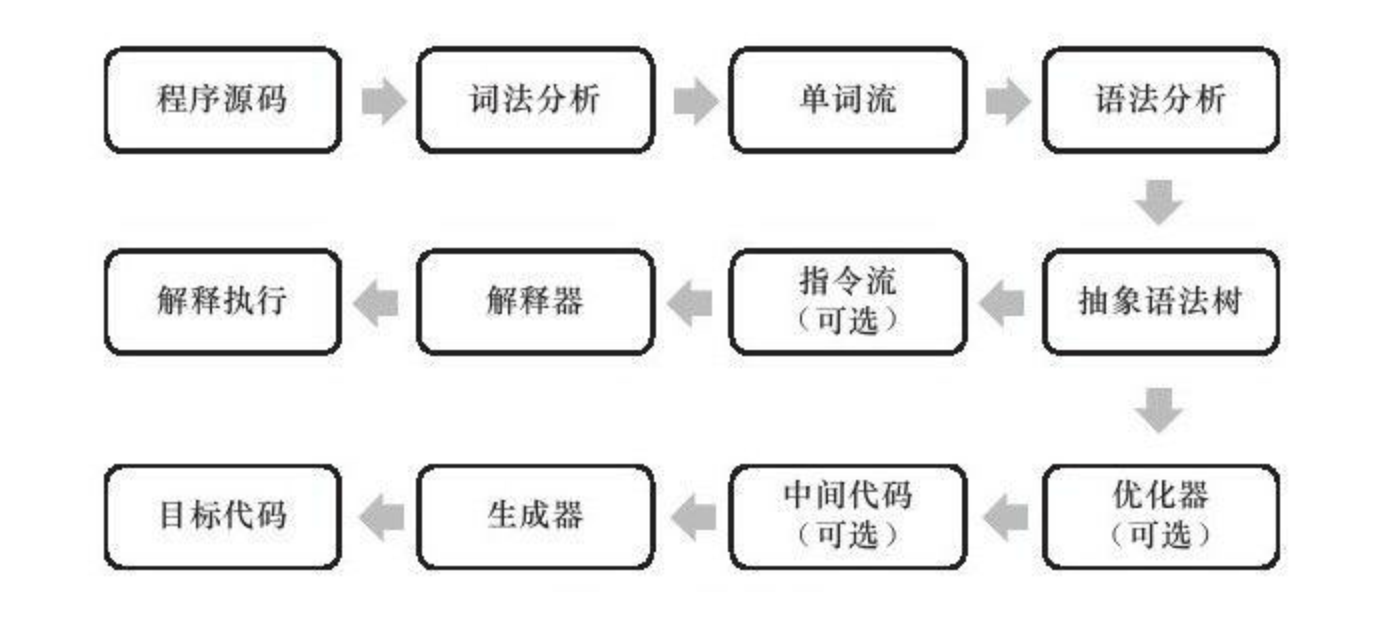 程序源码
词法分析
单词流
语法分析
解释执行
解释器
指令流
（可选）
抽象语法树
目标代码
生成器
中间代码
（可选）
优化器
（可选）